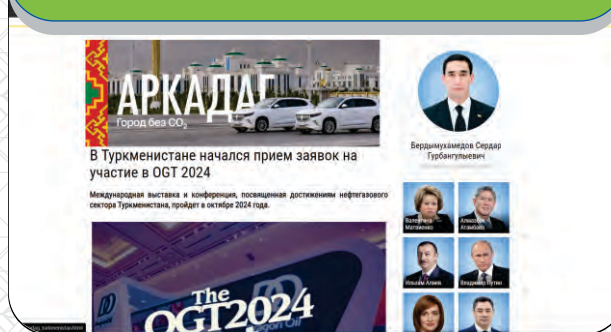 АРКАДАГ
Город без CO₂
В Туркменистане начался прием заявок на
участие в OGT 2024
Международная выставка и конференция, посвященная достижениям нефтегазового
сектора Туркменистана, пройдет в октябре 2024 года.
The
OGT2024
Бердымухамедов Сердар
Гурбангулыевич
Валентина
Матвиенко
Алмазбек
Атамбаев
Ильхам Алиев
Владимир Путин